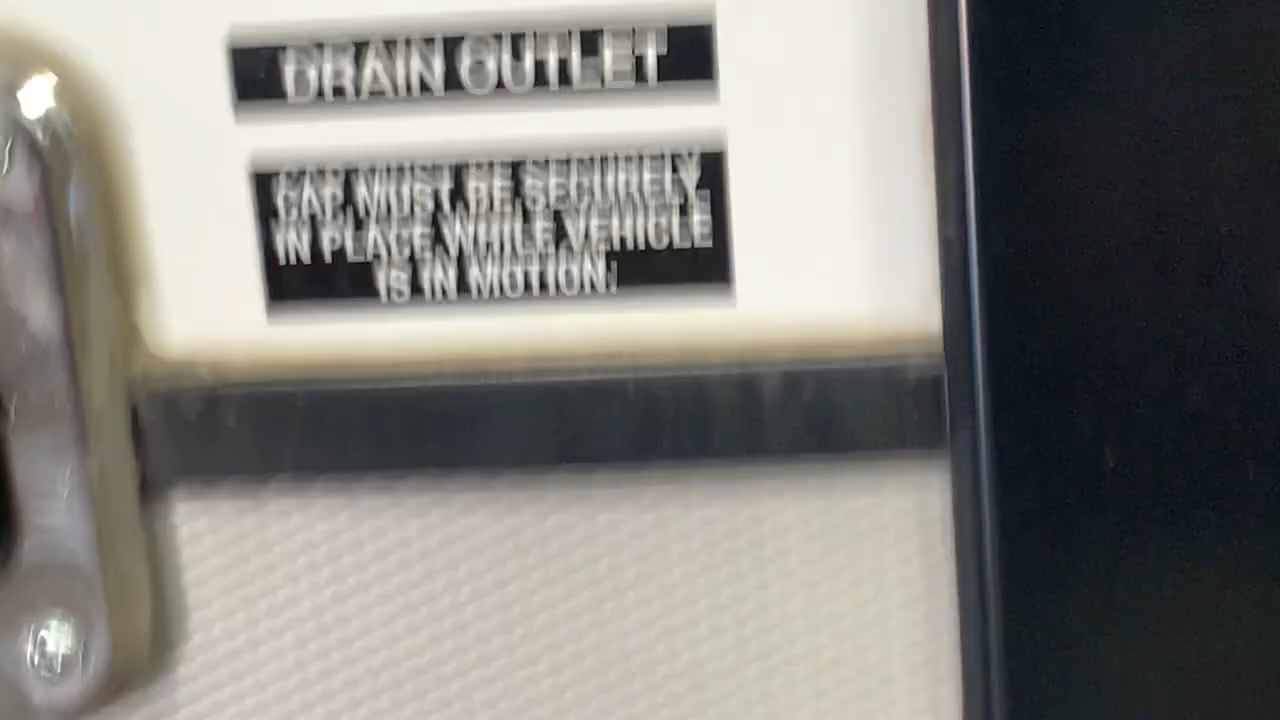 DRAIN OUTLET
CAP MUST BE SECURELY
IN PLACE WHILE VEHICLE
IS IN MOTION.